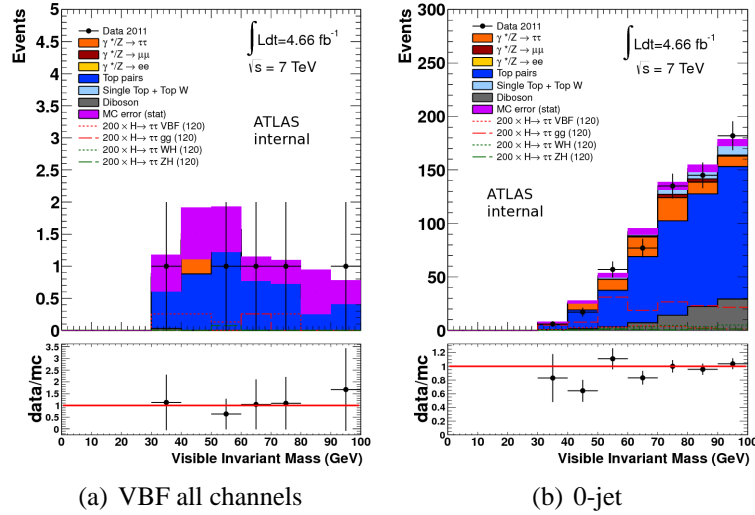 Events
5
4.5
4
3.5
3
2.5
2
1.5
1
0.5
0
Data 2011
γ*/Z→ ττ
γ*/Z→ μμ
γ*/Z→ ee
Top pairs
Single Top + Top W
Diboson
MC error (stat)
200 × H→ ττ VBF (120)
200 × H→ ττ gg (120)
200 × H→ ττ WH (120)
200 × H→ ττ ZH (120)
∫ Ldt=4.66 fb⁻¹
√s = 7 TeV
ATLAS
internal
data/mc
3.5
3
2.5
2
1.5
1
0.5
0
0 10 20 30 40 50 60 70 80 90 100
Visible Invariant Mass (GeV)
(a) VBF all channels
Events
300
250
200
150
100
50
0
Data 2011
γ*/Z→ ττ
γ*/Z→ μμ
γ*/Z→ ee
Top pairs
Single Top + Top W
Diboson
MC error (stat)
200 × H→ ττ VBF (120)
200 × H→ ττ gg (120)
200 × H→ ττ WH (120)
200 × H→ ττ ZH (120)
∫ Ldt=4.66 fb⁻¹
√s = 7 TeV
ATLAS
internal
data/mc
1.2
1
0.8
0.6
0.4
0.2
0
0 10 20 30 40 50 60 70 80 90 100
Visible Invariant Mass (GeV)
(b) 0-jet